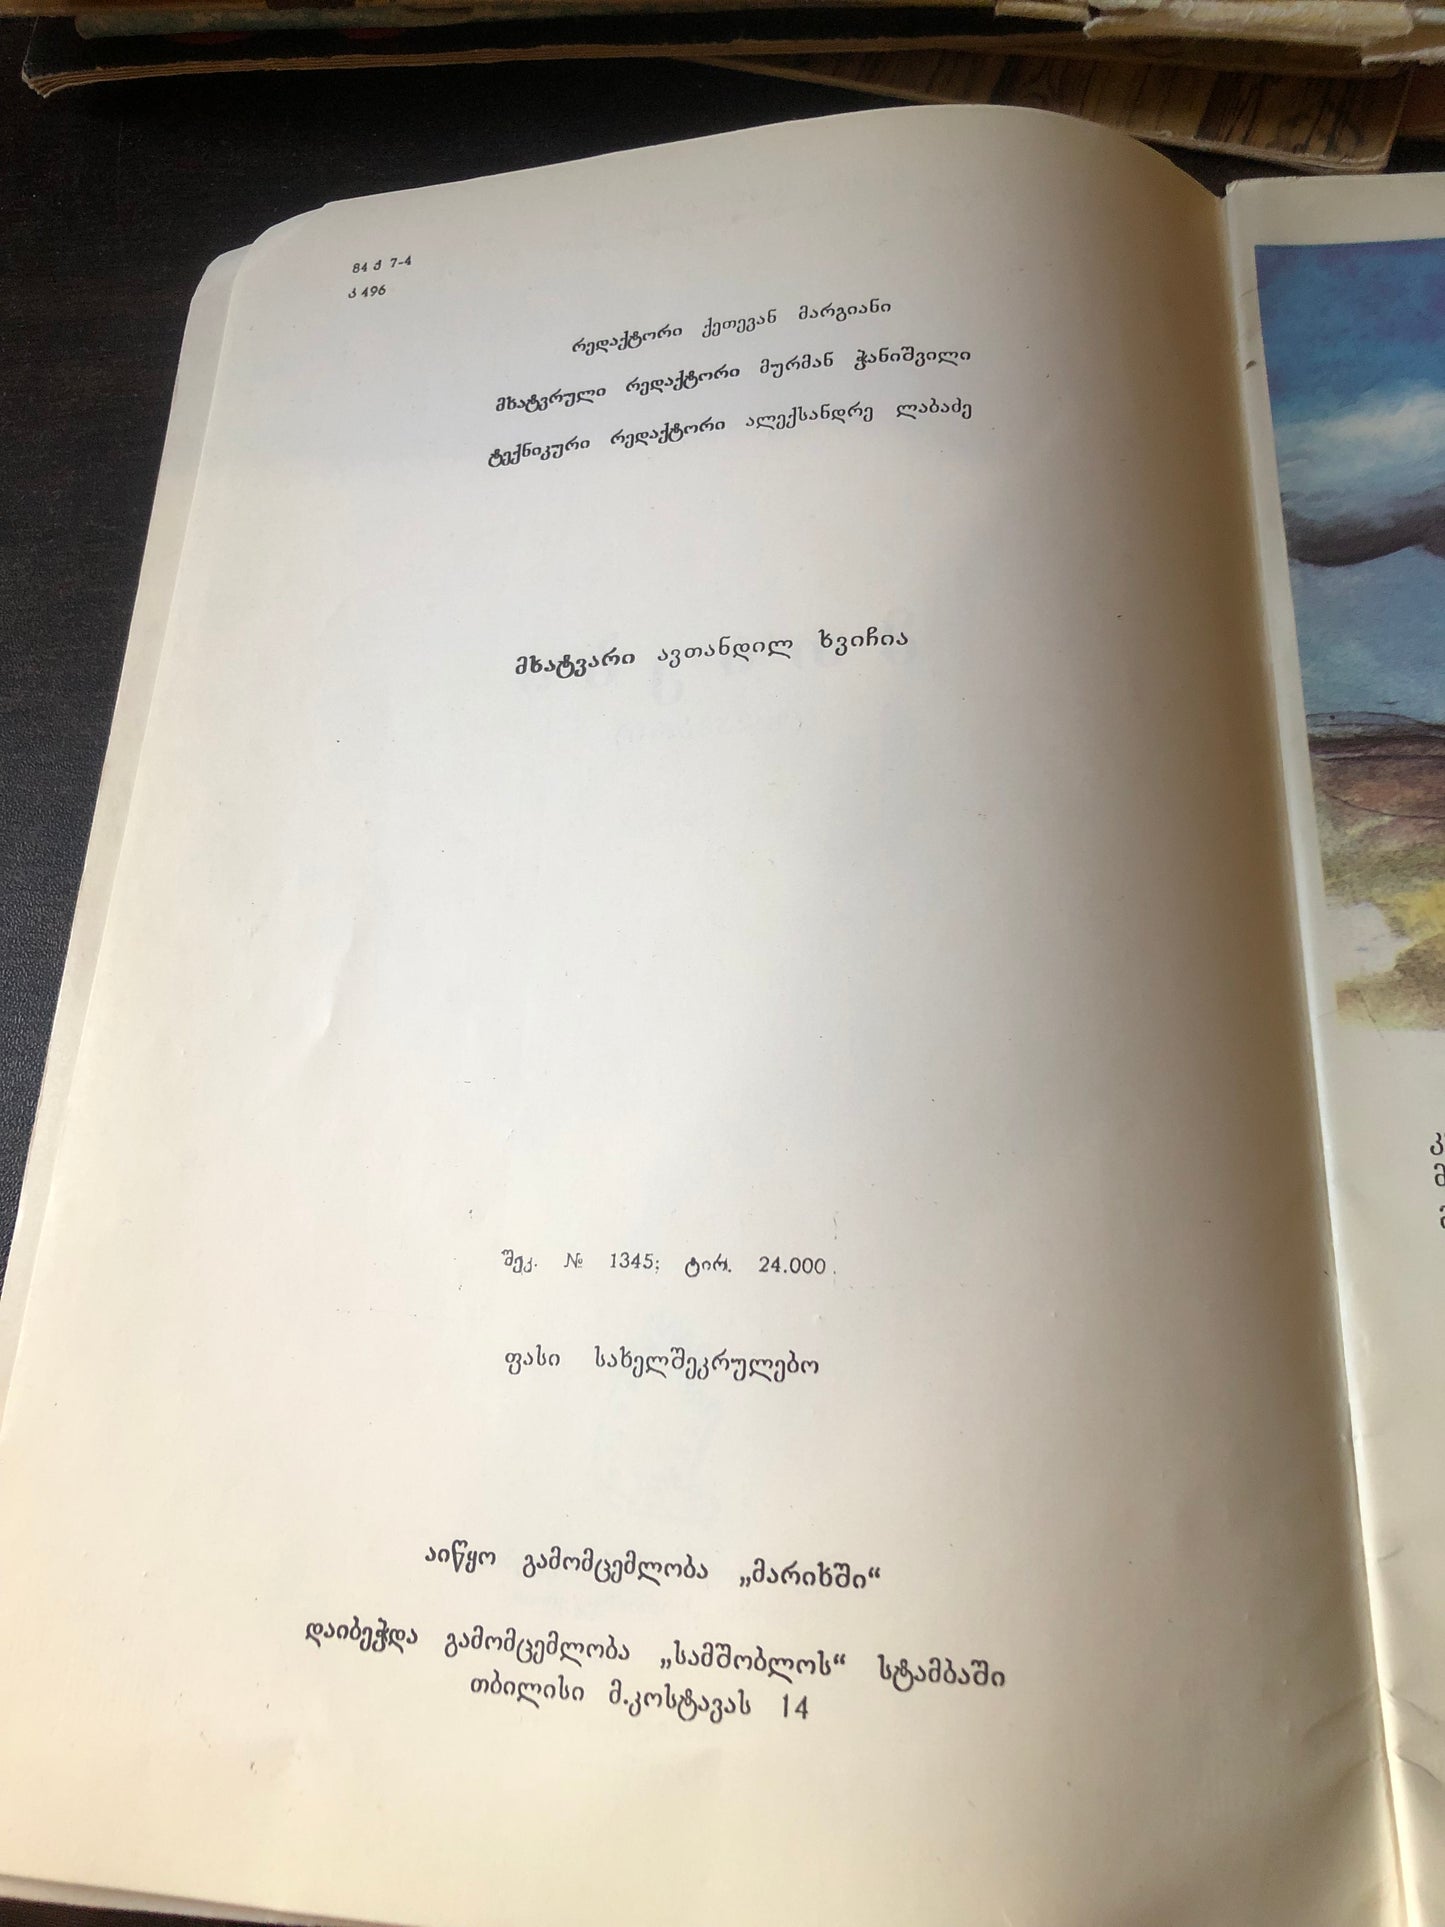 84 ქ 7-4
კ 496
რედაქტორი ქეთევან მარგიანი
მხატვრული რედაქტორი მურმან ჭანიშვილი
ტექნიკური რედაქტორი ალექსანდრე ლაბაძე
მხატვარი ავთანდილ ხვიჩია
შეკ. № 1345; ტირ. 24.000.
ფასი სახელშეკრულებო
აიწყო გამომცემლობა „მარიხში“
დაიბეჭდა გამომცემლობა „სამშობლოს“ სტამბაში
თბილისი მ.კოსტავას 14